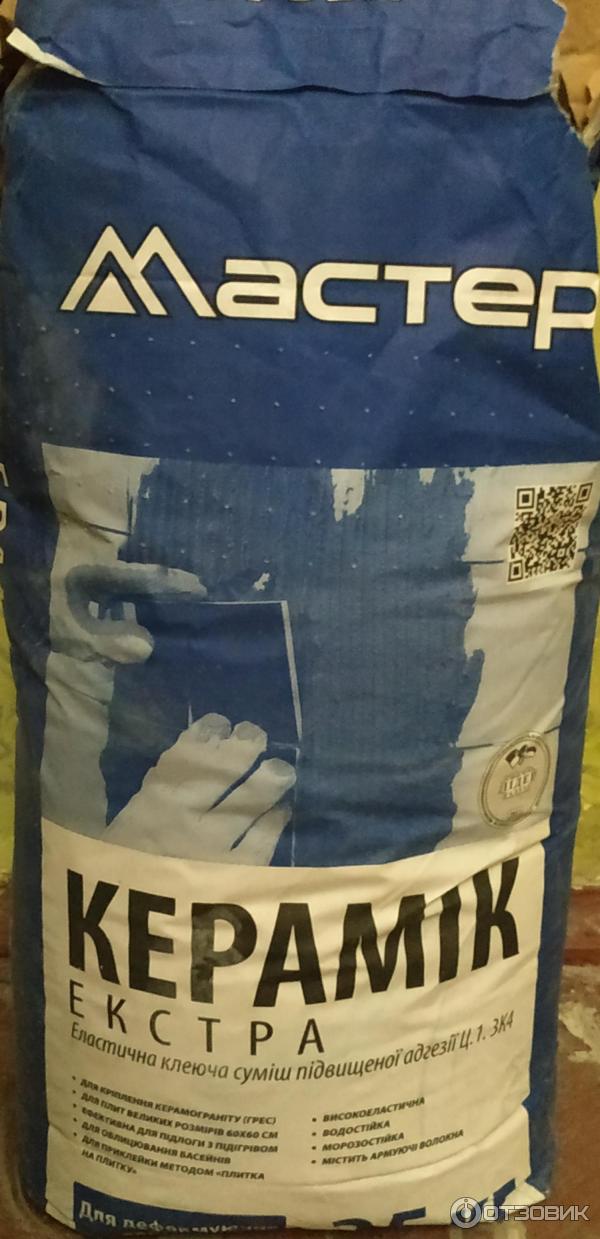 Мастер
КЕРАМІК
ЕКСТРА
Еластична клеюча суміш підвищеної адгезії Ц.1. ЗК4
• ДЛЯ КРІПЛЕННЯ КЕРАМОГРАНІТУ (ГРЕС)
• ДЛЯ ПЛИТ ВЕЛИКИХ РОЗМІРІВ 60Х60 СМ
• ЕФЕКТИВНА ДЛЯ ПІДЛОГИ З ПІДІГРІВОМ
• ДЛЯ ОБЛИЦЮВАННЯ БАСЕЙНІВ
• ДЛЯ ПРИКЛЕЙКИ МЕТОДОМ «ПЛИТКА
НА ПЛИТКУ»
• ВИСОКОЕЛАСТИЧНА
• ВОДОСТІЙКА
• МОРОЗОСТІЙКА
• МІСТИТЬ АРМУЮЧІ ВОЛОКНА
Для
ОТЗОВИК